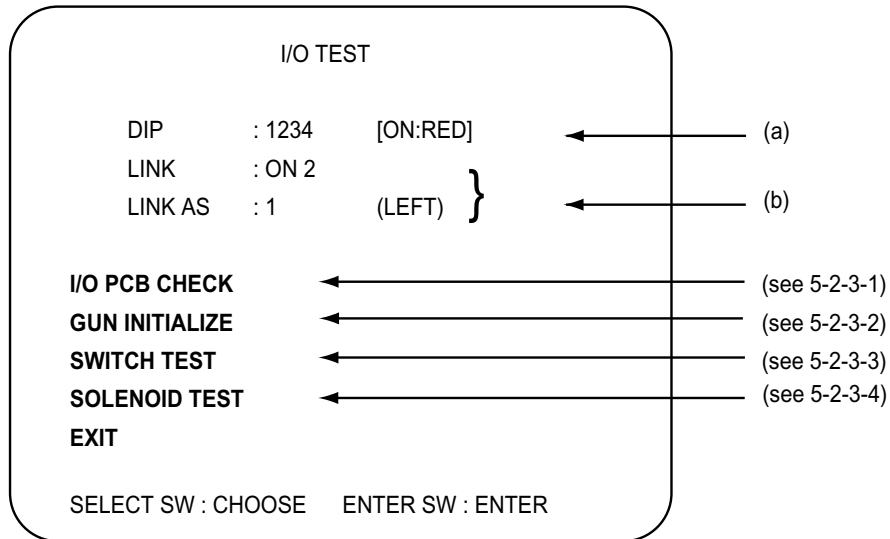 I/O TEST
DIP : 1234 [ON:RED] (a)
LINK : ON 2
LINK AS : 1 (LEFT) } (b)
I/O PCB CHECK (see 5-2-3-1)
GUN INITIALIZE (see 5-2-3-2)
SWITCH TEST (see 5-2-3-3)
SOLENOID TEST (see 5-2-3-4)
EXIT
SELECT SW : CHOOSE ENTER SW : ENTER